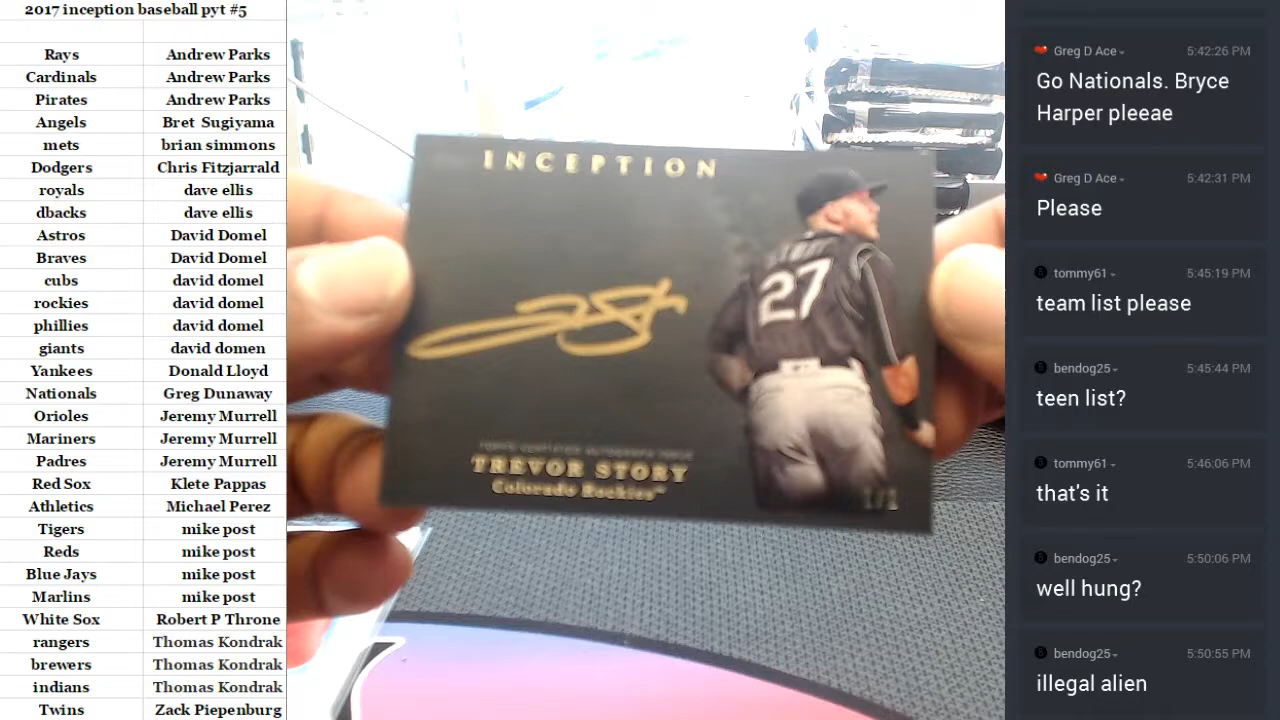 2017 inception baseball pyt #5
Rays Andrew Parks
Cardinals Andrew Parks
Pirates Andrew Parks
Angels Bret Sugiyama
mets brian simmons
Dodgers Chris Fitzjarrald
royals dave ellis
dbacks dave ellis
Astros David Domel
Braves David Domel
cubs david domel
rockies david domel
phillies david domel
giants david domen
Yankees Donald Lloyd
Nationals Greg Dunaway
Orioles Jeremy Murrell
Mariners Jeremy Murrell
Padres Jeremy Murrell
Red Sox Klete Pappas
Athletics Michael Perez
Tigers mike post
Reds mike post
Blue Jays mike post
Marlins mike post
White Sox Robert P Throne
rangers Thomas Kondrak
brewers Thomas Kondrak
indians Thomas Kondrak
Twins Zack Piepenburg
INCEPTION
27
TOPPS CERTIFIED AUTOGRAPH ISSUE
TREVOR STORY
Colorado Rockies™
1/1
Greg D Ace 5:42:26 PM
Go Nationals. Bryce
Harper pleeae
Greg D Ace 5:42:31 PM
Please
tommy61 5:45:19 PM
team list please
bendog25 5:45:44 PM
teen list?
tommy61 5:46:06 PM
that's it
bendog25 5:50:06 PM
well hung?
bendog25 5:50:55 PM
illegal alien